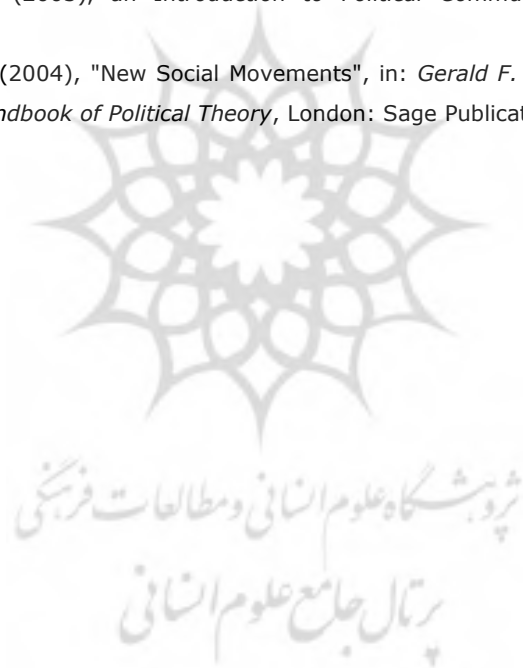 (2004), "New Social Movements", in: Gerald F.
ndbook of Political Theory, London: Sage Publicat
پژوهشگاه علوم انسانی و مطالعات فرهنگی
پرتال جامع علوم انسانی